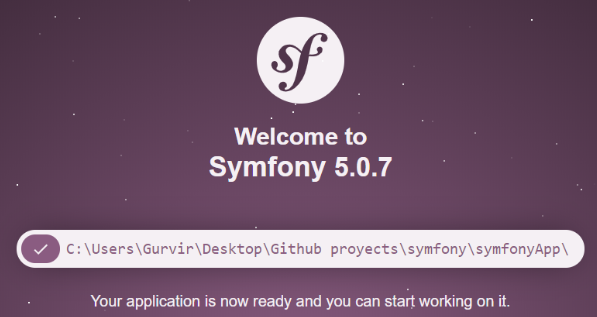 sf
Welcome to
Symfony 5.0.7
C:\Users\Gurvir\Desktop\Github proyects\symfony\symfonyApp\
Your application is now ready and you can start working on it.